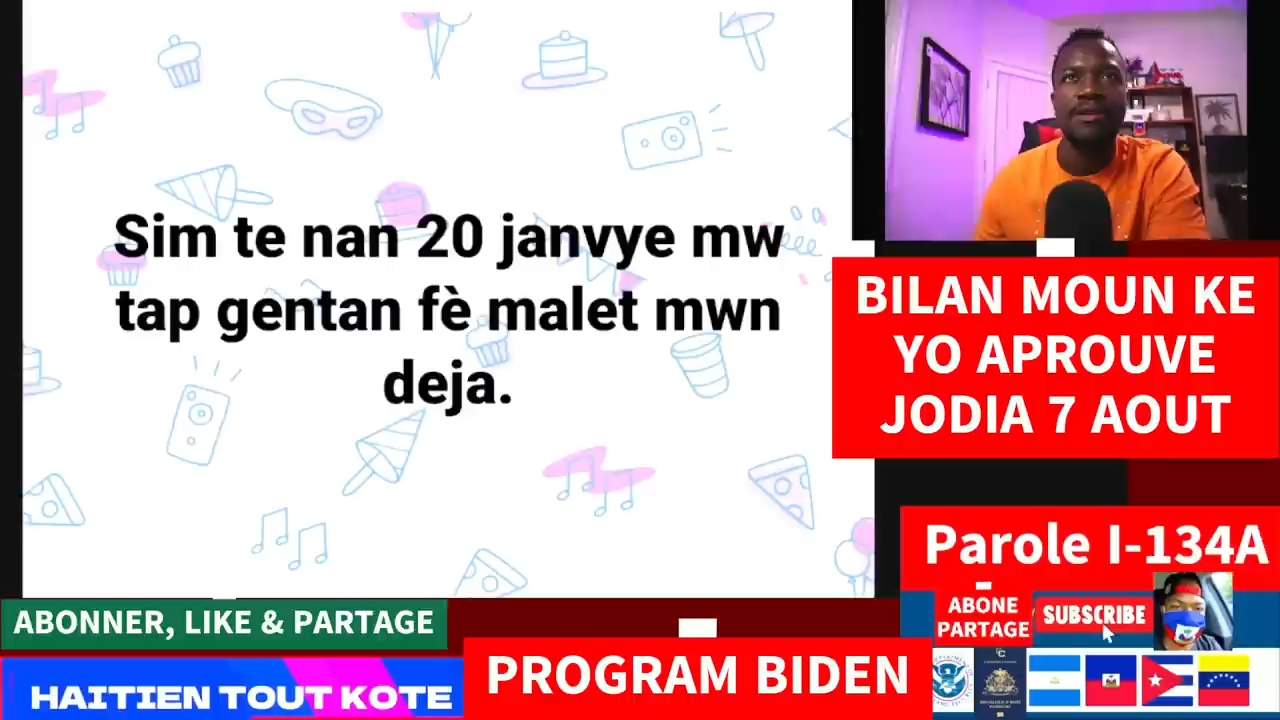 Sim te nan 20 janvye mw
tap gentan fè malet mwn
deja.
BILAN MOUN KE
YO APROUVE
JODIA 7 AOUT
Parole I-134A
ABONE
PARTAGE
SUBSCRIBE
ABONNER, LIKE & PARTAGE
HAITIEN TOUT KOTE
PROGRAM BIDEN